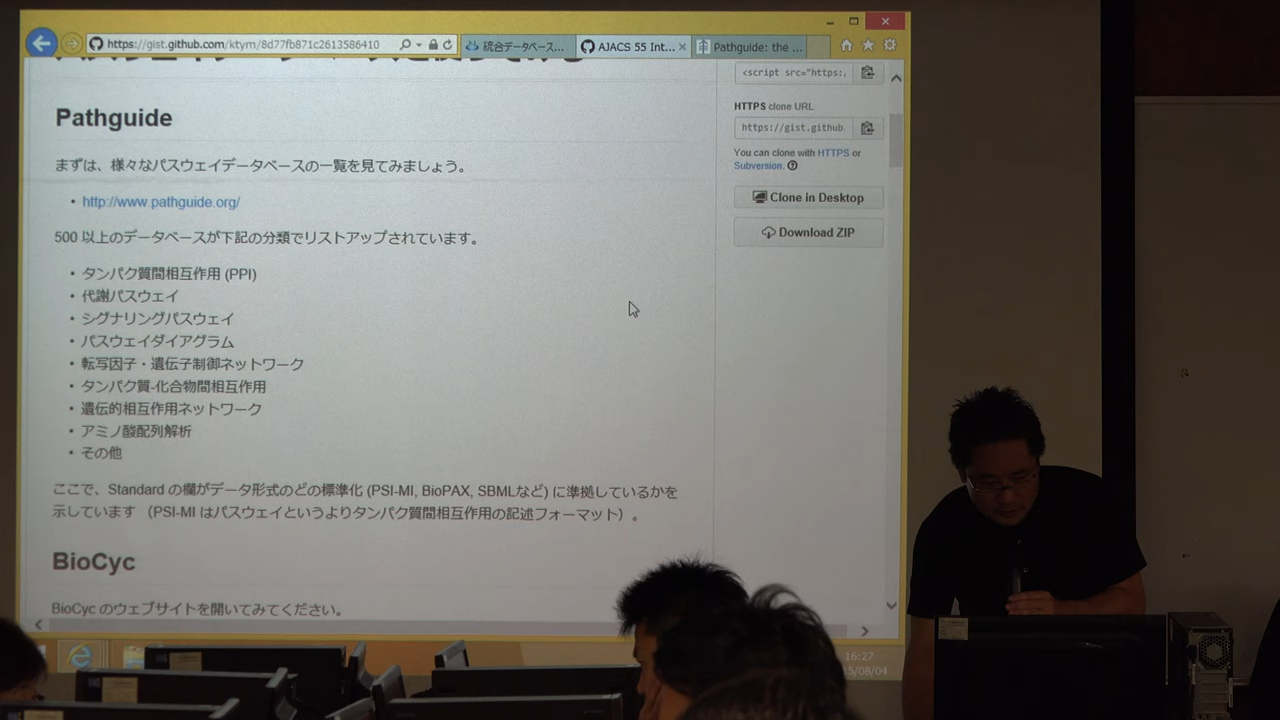 https://gist.github.com/ktym/8d77fb871c2613586410
統合データベース...
AJACS 55 Int...
Pathguide: the ...
<script src="https:,
Pathguide
HTTPS clone URL
https://gist.github
まずは、様々なパスウェイデータベースの一覧を見てみましょう。
You can clone with HTTPS or
Subversion.
• http://www.pathguide.org/
Clone in Desktop
500 以上のデータベースが下記の分類でリストアップされています。
Download ZIP
• タンパク質間相互作用 (PPI)
• 代謝パスウェイ
• シグナリングパスウェイ
• パスウェイダイアグラム
• 転写因子・遺伝子制御ネットワーク
• タンパク質-化合物間相互作用
• 遺伝的相互作用ネットワーク
• アミノ酸配列解析
• その他
ここで、Standard の欄がデータ形式のどの標準化 (PSI-MI, BioPAX, SBMLなど) に準拠しているかを
示しています （PSI-MI はパスウェイというよりタンパク質間相互作用の記述フォーマット）。
BioCyc
BioCyc のウェブサイトを開いてみてください。
16:27
15/08/04